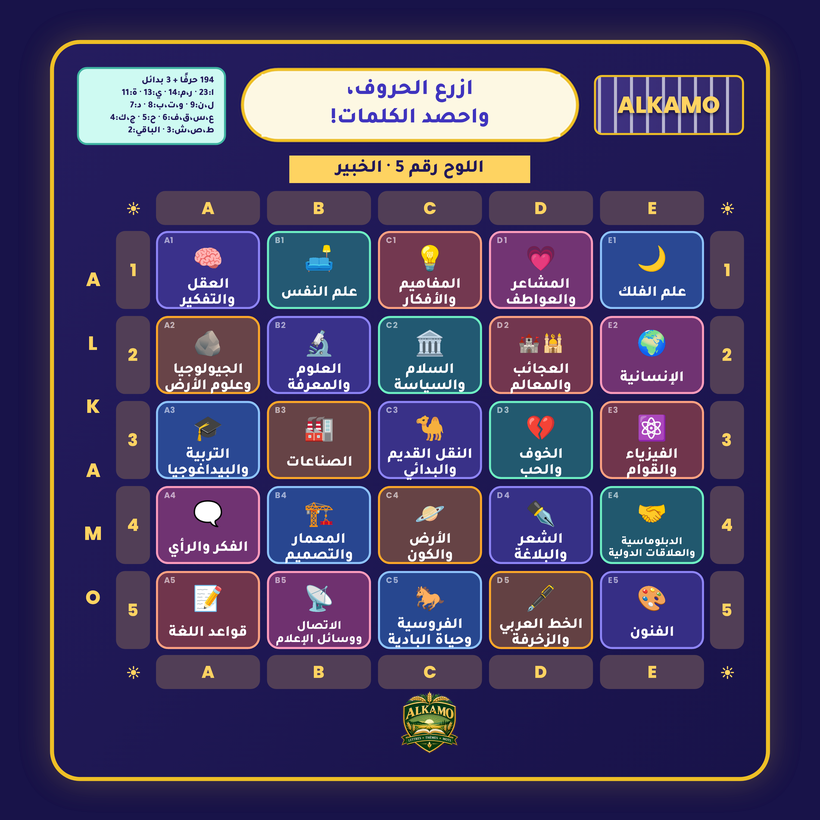 194 حرفًا + 3 بدائل
ا:23 · ر،م:14 · ي:13 · ة:11
ل،ن:9 · و،ت،ب:8 · د:7
ع،س،ق،ف:6 · ح:5 · ج،ك:4
ط،ص،ش:3 · الباقي:2
ازرع الحروف،
واحصد الكلمات!
ALKAMO
اللوح رقم 5 · الخبير
A B C D E
A L K A M O
1
A1
العقل
والتفكير
B1
علم النفس
C1
المفاهيم
والأفكار
D1
المشاعر
والعواطف
E1
علم الفلك
1
2
A2
الجيولوجيا
وعلوم الأرض
B2
العلوم
والمعرفة
C2
السلام
والسياسة
D2
العجائب
والمعالم
E2
الإنسانية
2
3
A3
التربية
والبيداغوجيا
B3
الصناعات
C3
النقل القديم
والبدائي
D3
الخوف
والحب
E3
الفيزياء
والقوام
3
4
A4
الفكر والرأي
B4
المعمار
والتصميم
C4
الأرض
والكون
D4
الشعر
والبلاغة
E4
الدبلوماسية
والعلاقات الدولية
4
5
A5
قواعد اللغة
B5
الاتصال
ووسائل الإعلام
C5
الفروسية
وحياة البادية
D5
الخط العربي
والزخرفة
E5
الفنون
5
A B C D E
ALKAMO